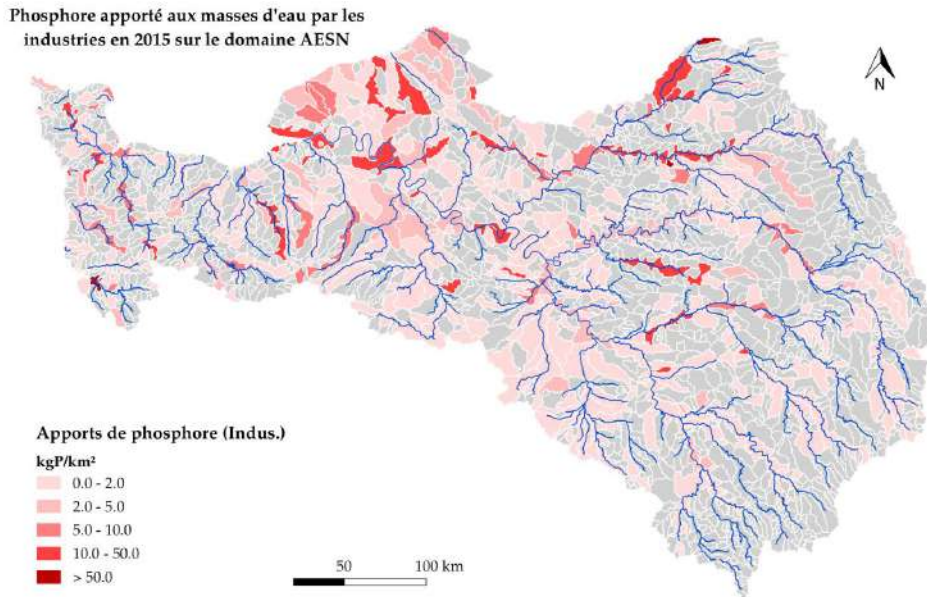 Phosphore apporté aux masses d'eau par les
industries en 2015 sur le domaine AESN
N
Apports de phosphore (Indus.)
kgP/km²
0.0 - 2.0
2.0 - 5.0
5.0 - 10.0
10.0 - 50.0
> 50.0
50 100 km